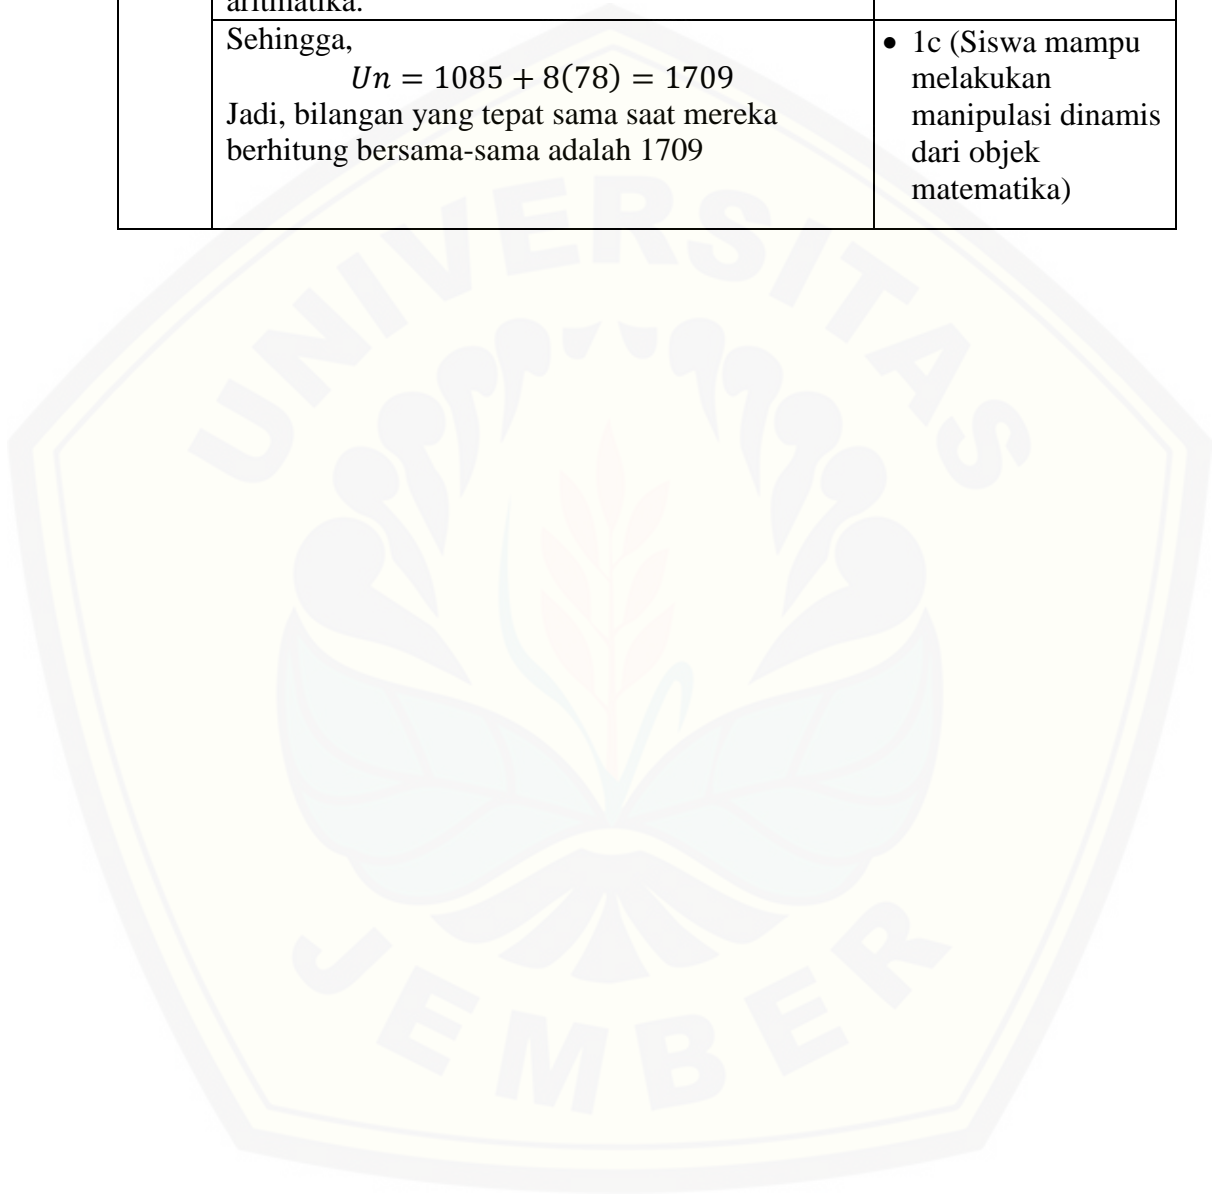 aritmatika.
Sehingga,
Un = 1085 + 8(78) = 1709
Jadi, bilangan yang tepat sama saat mereka
berhitung bersama-sama adalah 1709
• 1c (Siswa mampu
melakukan
manipulasi dinamis
dari objek
matematika)
UNIVERSITAS
JEMBER